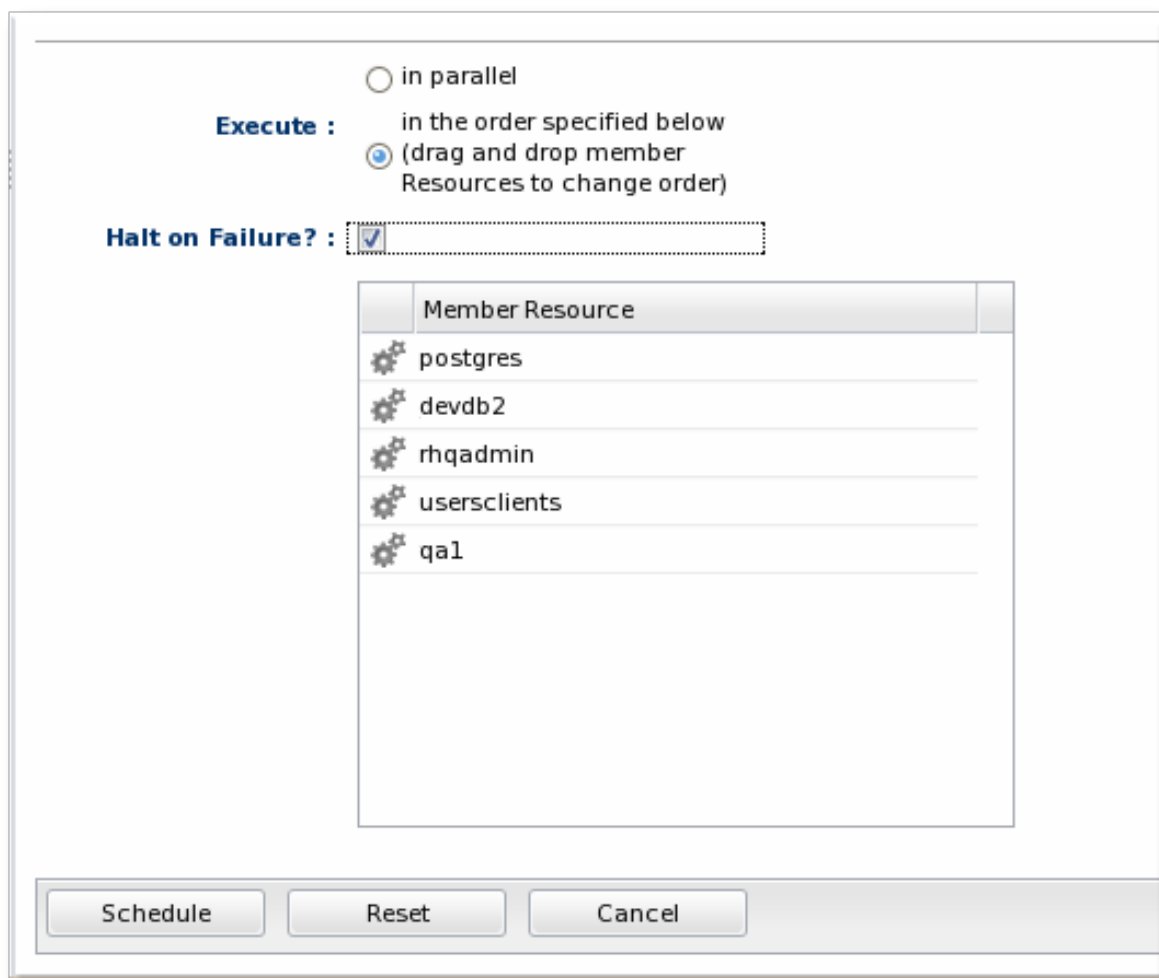 in parallel
Execute :
in the order specified below
(drag and drop member
Resources to change order)
Halt on Failure? :
Member Resource
postgres
devdb2
rhqadmin
usersclients
qa1
Schedule Reset Cancel